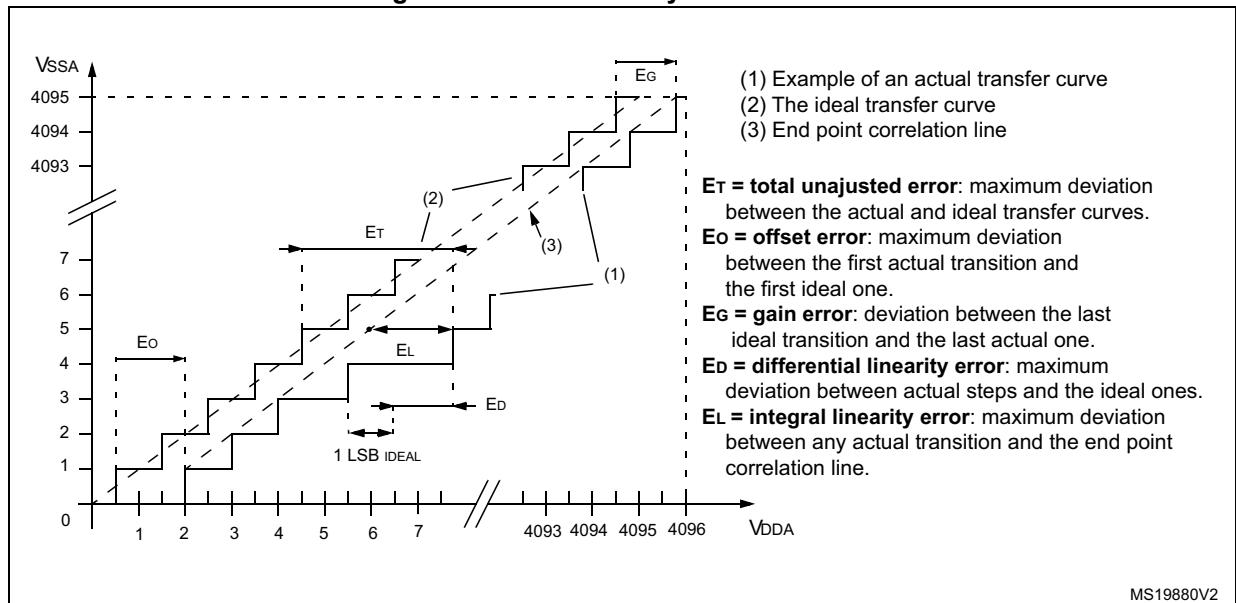 VSSA
4095
4094
4093
7
6
5
4
3
2
1
0
1 2 3 4 5 6 7
4093 4094 4095 4096
VDDA
EG
(2)
ET
(3)
(1)
EO
EL
ED
1 LSB IDEAL
(1) Example of an actual transfer curve
(2) The ideal transfer curve
(3) End point correlation line
ET = total unajusted error: maximum deviation
between the actual and ideal transfer curves.
EO = offset error: maximum deviation
between the first actual transition and
the first ideal one.
EG = gain error: deviation between the last
ideal transition and the last actual one.
ED = differential linearity error: maximum
deviation between actual steps and the ideal ones.
EL = integral linearity error: maximum deviation
between any actual transition and the end point
correlation line.
MS19880V2